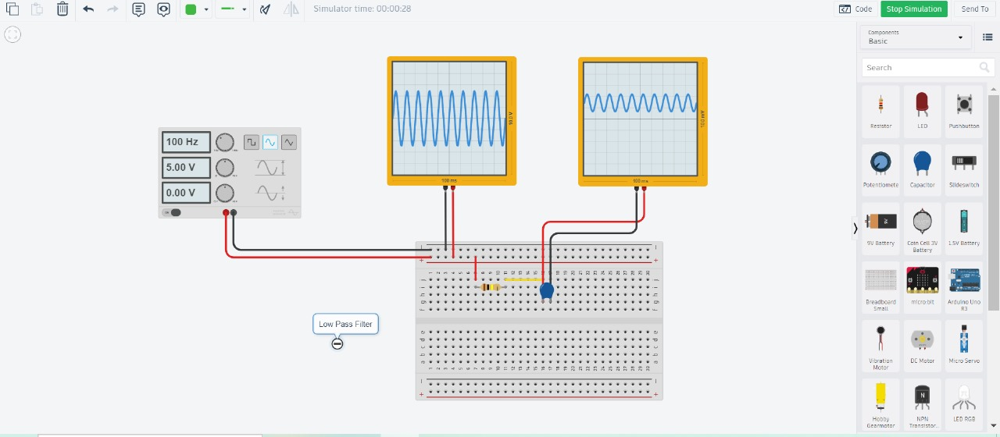 Simulator time: 00:00:28
Code
Stop Simulation
Send To
Components
Basic
Search
100 Hz
5.00 V
0.00 V
10.0 V
100 ms
100 mV
100 ms
Low Pass Filter
Resistor
LED
Pushbutton
Potentiomete
Capacitor
Slideswitch
9V Battery
Coin Cell 3V
Battery
1.5V Battery
Breadboard
Small
micro:bit
Arduino Uno
R3
Vibration
Motor
DC Motor
Micro Servo
Hobby
Gearmotor
NPN
Transistor...
LED RGB